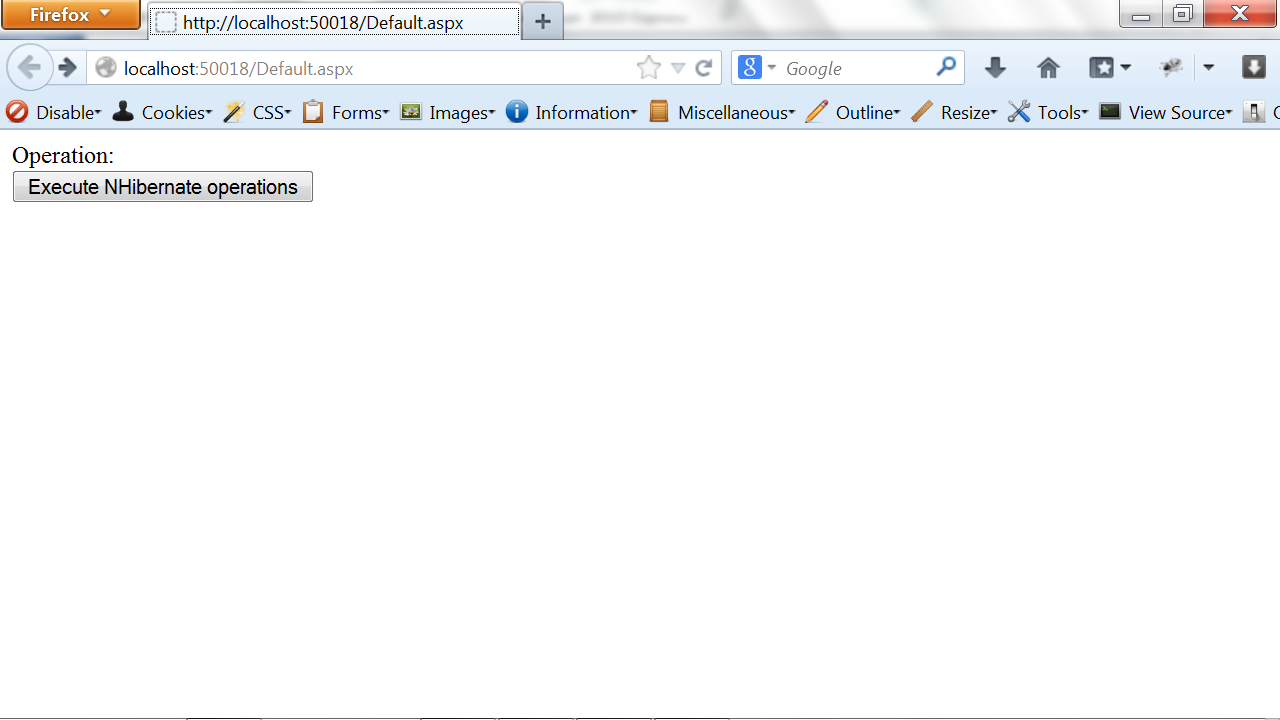 Firefox
http://localhost:50018/Default.aspx
localhost:50018/Default.aspx
Google
Disable Cookies CSS Forms Images Information Miscellaneous Outline Resize Tools View Source
Operation:
Execute NHibernate operations